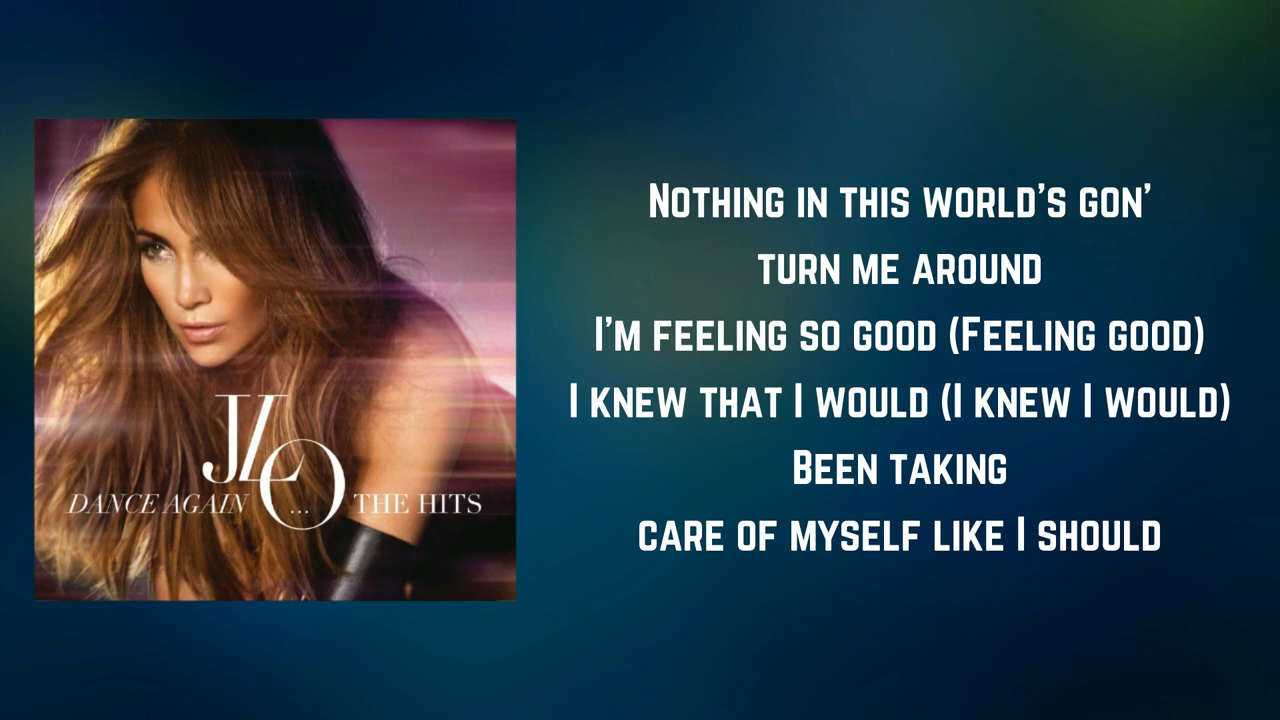 JLO
DANCE AGAIN ... THE HITS
Nothing in this world's gon'
turn me around
I'm feeling so good (Feeling good)
I knew that I would (I knew I would)
Been taking
care of myself like I should